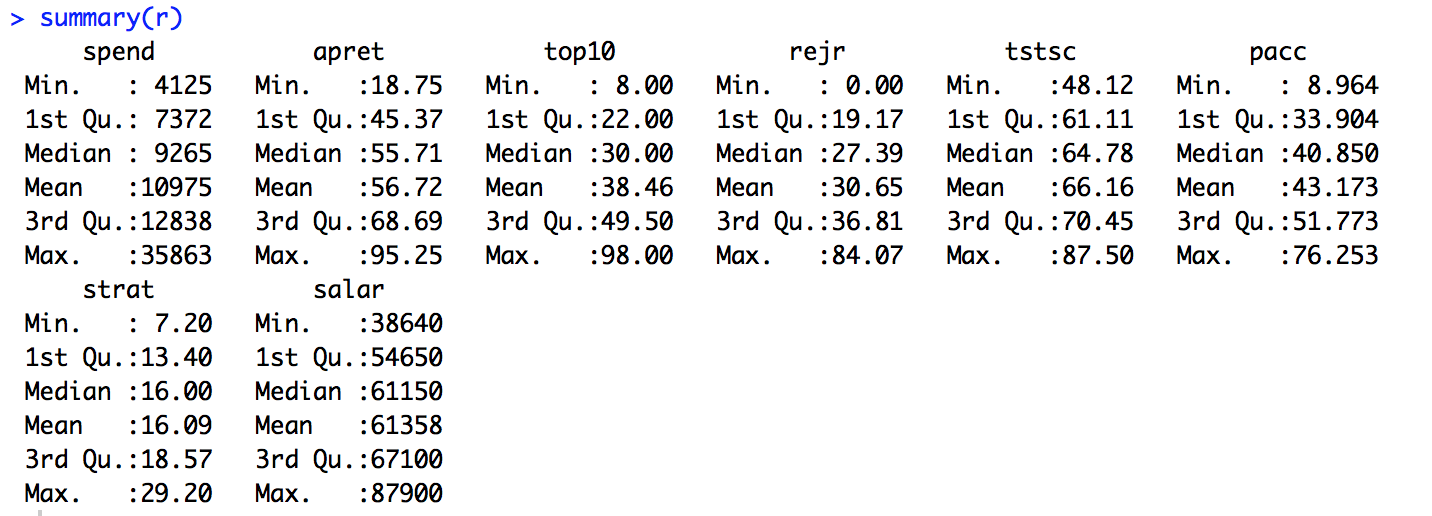 > summary(r)
     spend           apret           top10            rejr           tstsc            pacc
 Min.   : 4125   Min.   :18.75   Min.   : 8.00   Min.   : 0.00   Min.   :48.12   Min.   : 8.964
 1st Qu.: 7372   1st Qu.:45.37   1st Qu.:22.00   1st Qu.:19.17   1st Qu.:61.11   1st Qu.:33.904
 Median : 9265   Median :55.71   Median :30.00   Median :27.39   Median :64.78   Median :40.850
 Mean   :10975   Mean   :56.72   Mean   :38.46   Mean   :30.65   Mean   :66.16   Mean   :43.173
 3rd Qu.:12838   3rd Qu.:68.69   3rd Qu.:49.50   3rd Qu.:36.81   3rd Qu.:70.45   3rd Qu.:51.773
 Max.   :35863   Max.   :95.25   Max.   :98.00   Max.   :84.07   Max.   :87.50   Max.   :76.253
     strat           salar
 Min.   : 7.20   Min.   :38640
 1st Qu.:13.40   1st Qu.:54650
 Median :16.00   Median :61150
 Mean   :16.09   Mean   :61358
 3rd Qu.:18.57   3rd Qu.:67100
 Max.   :29.20   Max.   :87900